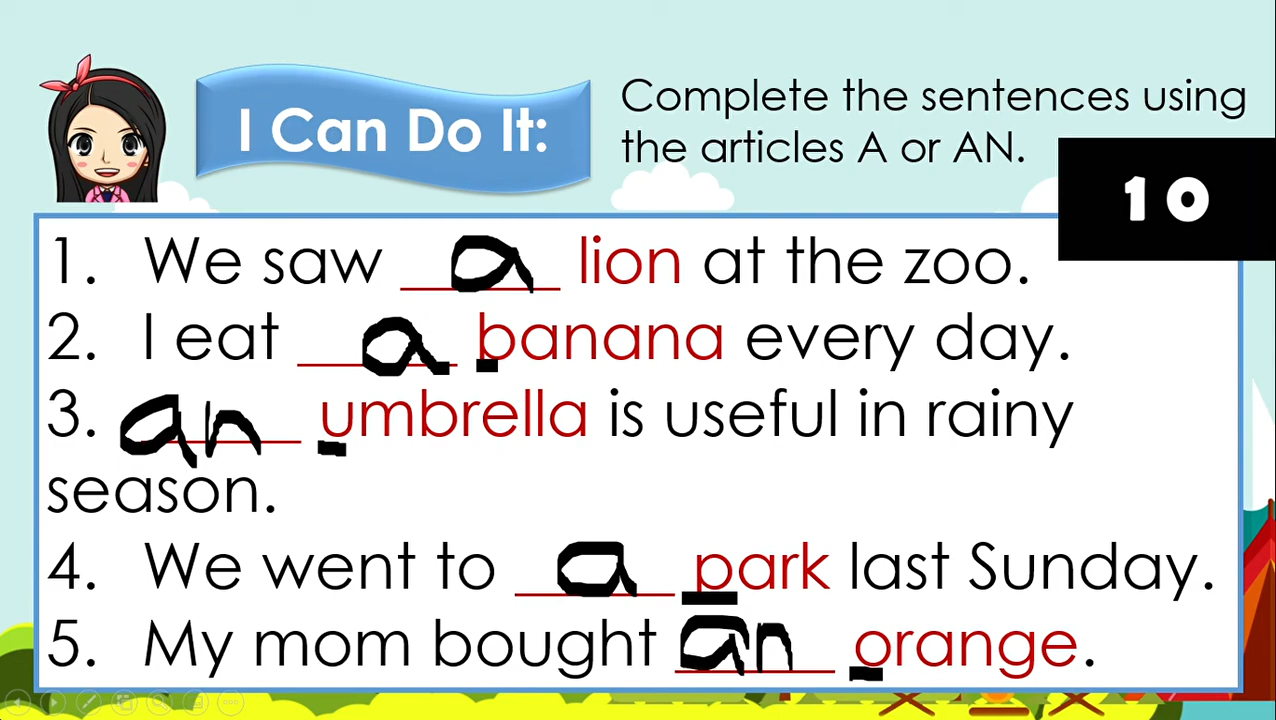 I Can Do It:
Complete the sentences using
the articles A or AN.
10
1. We saw a lion at the zoo.
2. I eat a banana every day.
3. an umbrella is useful in rainy
season.
4. We went to a park last Sunday.
5. My mom bought an orange.